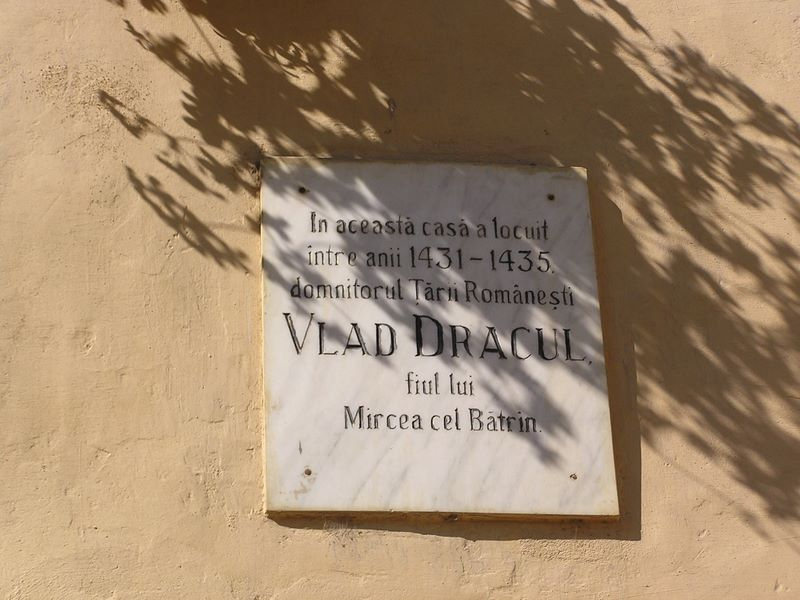 În această casă a locuit
între anii 1431 - 1435,
domnitorul Țării Românești
VLAD DRACUL,
fiul lui
Mircea cel Bătrîn.